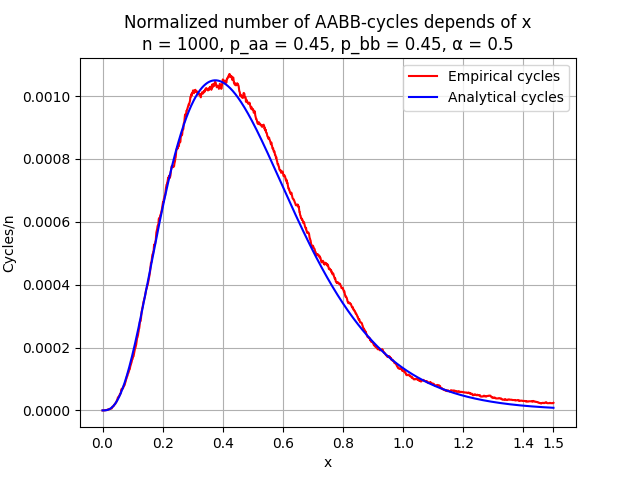 Normalized number of AABB-cycles depends of x
n = 1000, p_aa = 0.45, p_bb = 0.45, α = 0.5
Empirical cycles
Analytical cycles
Cycles/n
0.0010
0.0008
0.0006
0.0004
0.0002
0.0000
0.0 0.2 0.4 0.6 0.8 1.0 1.2 1.4 1.5
x